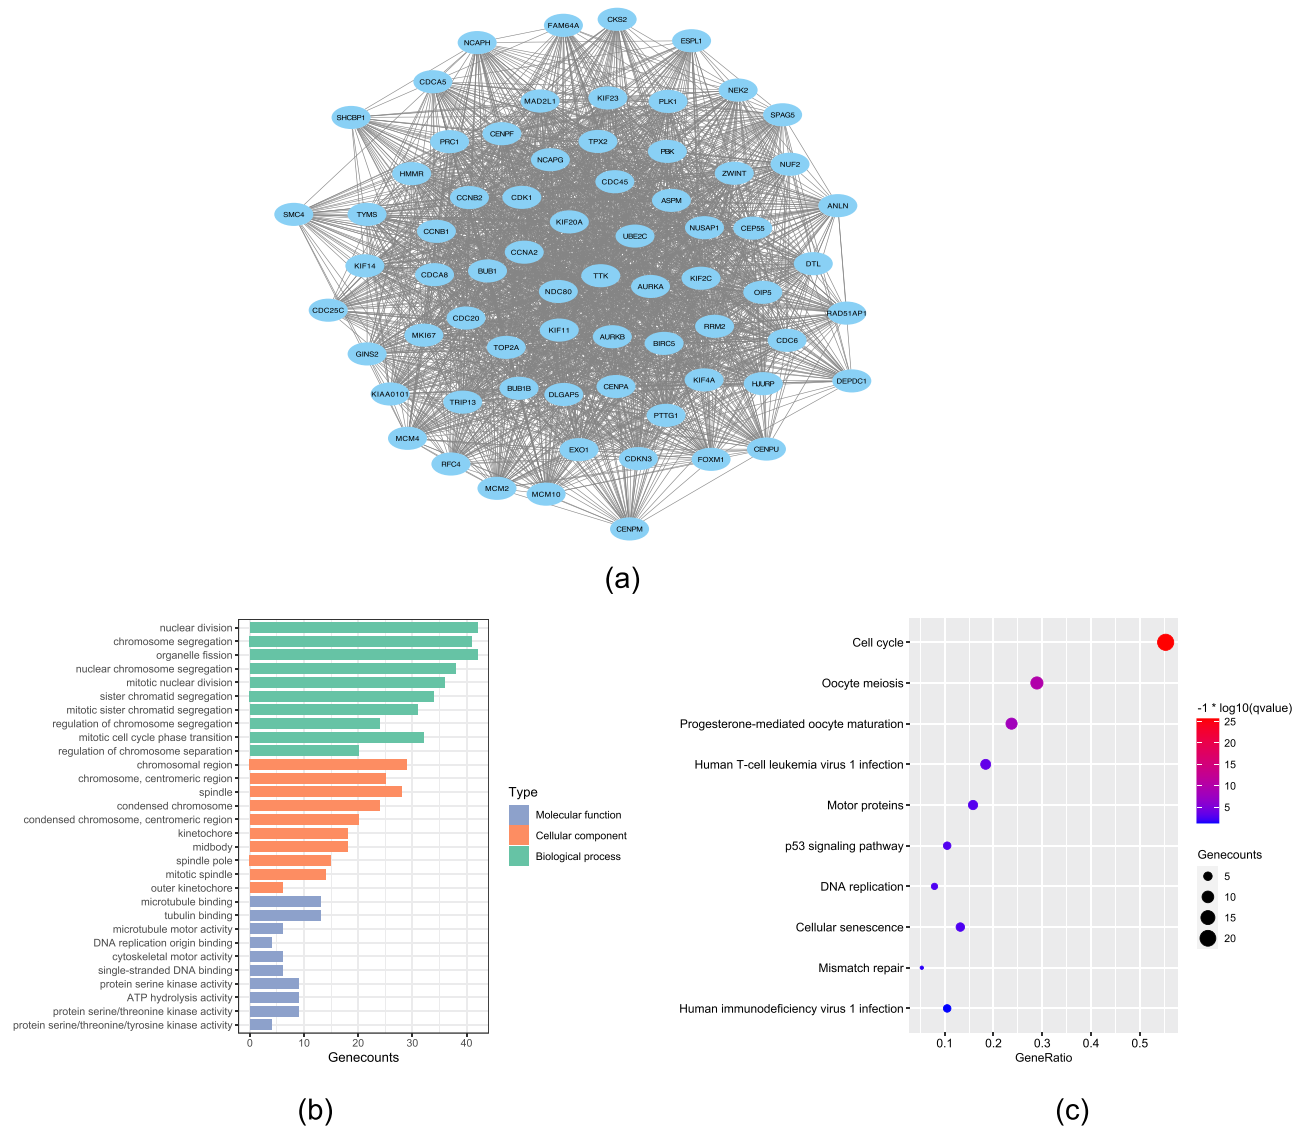 CKS2
FAM64A
ESPL1
NCAPH
CDCA5
NEK2
MAD2L1
KIF23
PLK1
SPAG5
SHCBP1
CENPF
PRC1
TPX2
PBK
NCAPG
NUF2
HMMR
ZWINT
CDC45
CCNB2
CDK1
ASPM
ANLN
SMC4
TYMS
KIF20A
NUSAP1
CEP55
CCNB1
UBE2C
CCNA2
KIF14
DTL
CDCA8
BUB1
TTK
KIF2C
AURKA
NDC80
OIP5
CDC25C
RAD51AP1
CDC20
MKI67
KIF11
RRM2
AURKB
CDC6
BIRC5
TOP2A
GINS2
KIF4A
DEPDC1
HJURP
BUB1B
CENPA
DLGAP5
KIAA0101
TRIP13
PTTG1
MCM4
EXO1
CENPU
CDKN3
FOXM1
RFC4
MCM2
MCM10
CENPM
(a)
nuclear division
chromosome segregation
organelle fission
nuclear chromosome segregation
mitotic nuclear division
sister chromatid segregation
mitotic sister chromatid segregation
regulation of chromosome segregation
mitotic cell cycle phase transition
regulation of chromosome separation
chromosomal region
chromosome, centromeric region
spindle
condensed chromosome
condensed chromosome, centromeric region
kinetochore
midbody
spindle pole
mitotic spindle
outer kinetochore
microtubule binding
tubulin binding
microtubule motor activity
DNA replication origin binding
cytoskeletal motor activity
single-stranded DNA binding
protein serine kinase activity
ATP hydrolysis activity
protein serine/threonine kinase activity
protein serine/threonine/tyrosine kinase activity
0 10 20 30 40
Genecounts
Type
Molecular function
Cellular component
Biological process
(b)
Cell cycle
Oocyte meiosis
Progesterone-mediated oocyte maturation
Human T-cell leukemia virus 1 infection
Motor proteins
p53 signaling pathway
DNA replication
Cellular senescence
Mismatch repair
Human immunodeficiency virus 1 infection
0.1 0.2 0.3 0.4 0.5
GeneRatio
-1 * log10(qvalue)
25
20
15
10
5
Genecounts
5
10
15
20
(c)